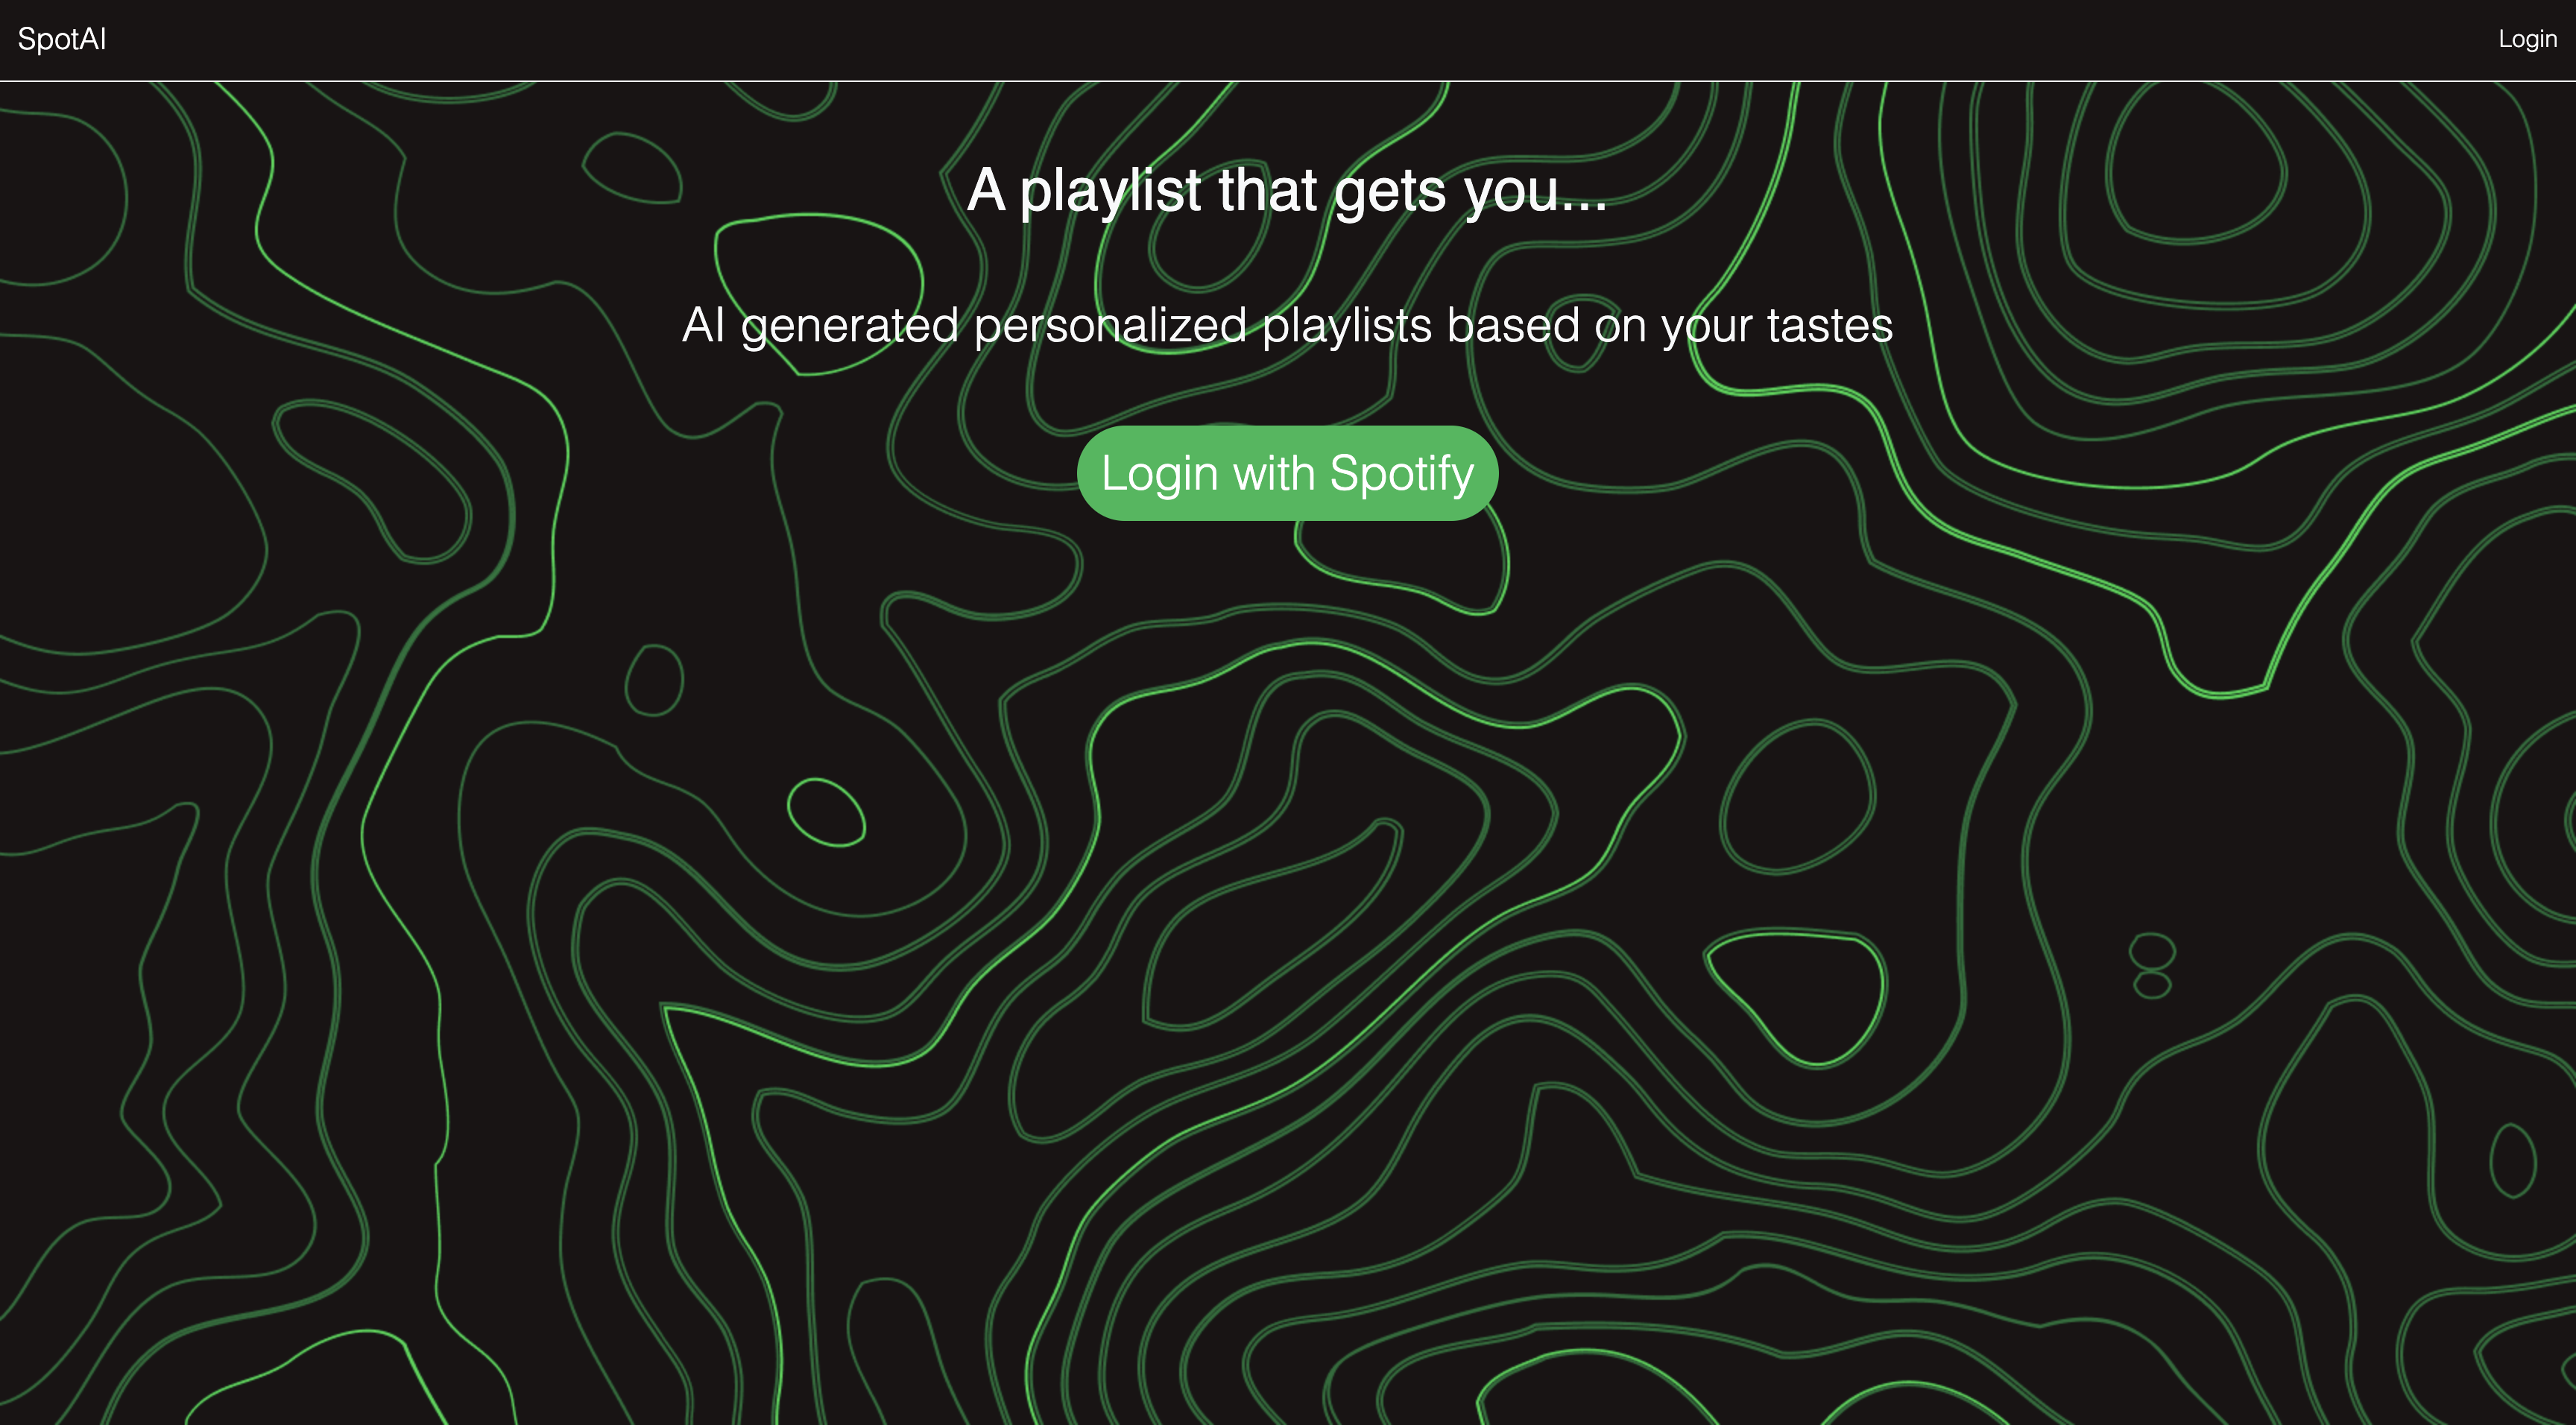 SpotAI
Login
A playlist that gets you...
AI generated personalized playlists based on your tastes
Login with Spotify